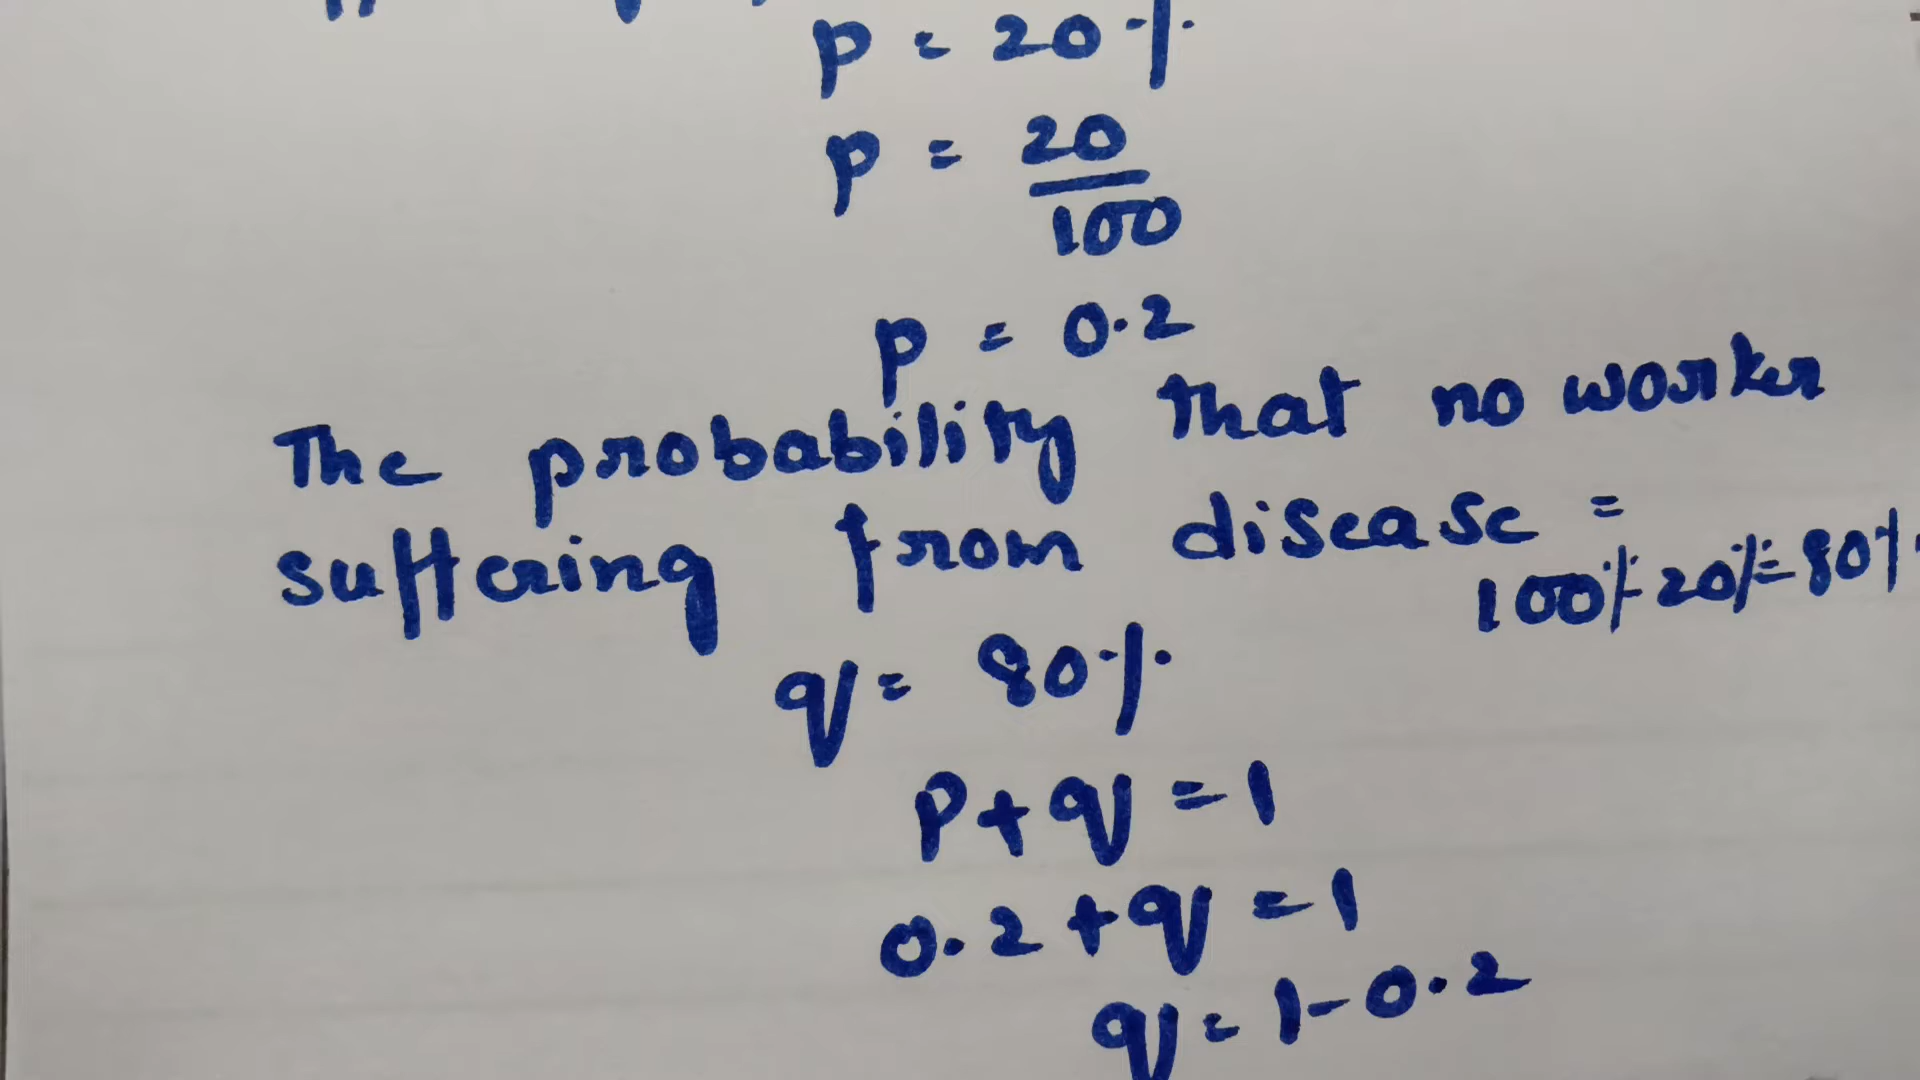 p = 20%
p = 20
100
p = 0.2
The probability that no worker
suffering from disease =
100%-20%=80%
q = 80%
p+q=1
0.2+q=1
q=1-0.2